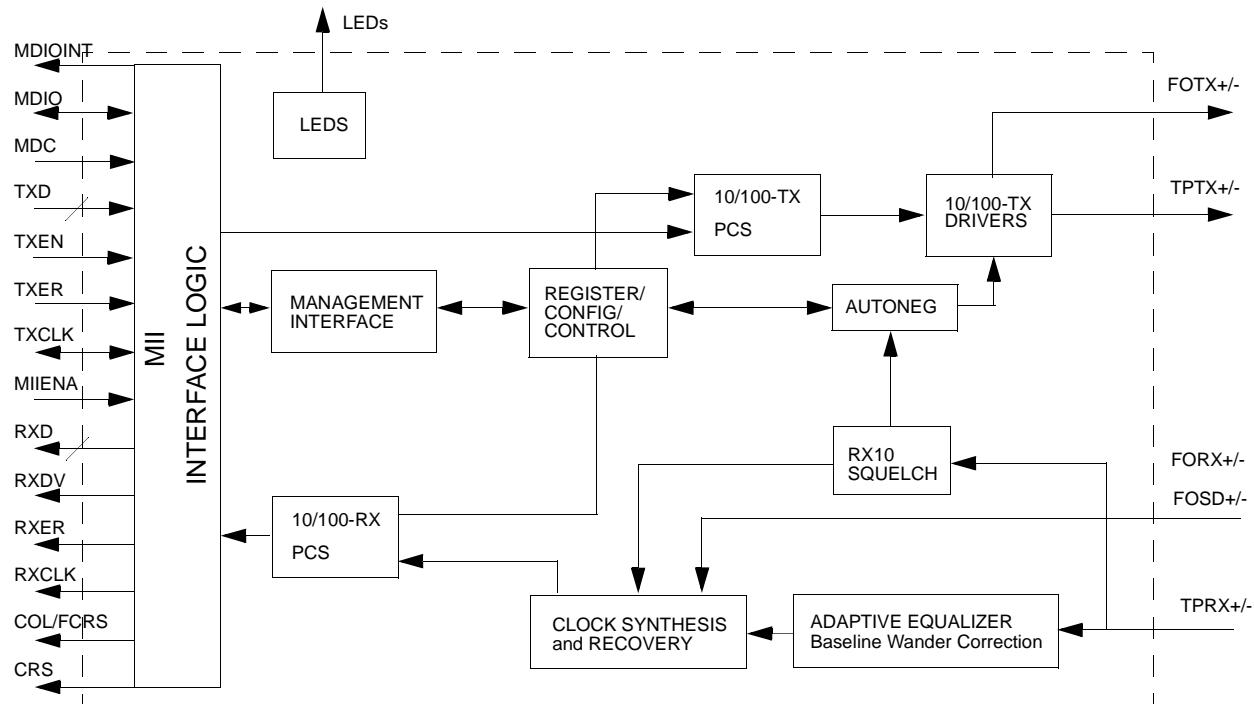 LEDs
MDIOINT
MDIO
MDC
TXD
TXEN
TXER
TXCLK
MIIENA
RXD
RXDV
RXER
RXCLK
COL/FCRS
CRS
MII
INTERFACE LOGIC
LEDS
MANAGEMENT
INTERFACE
REGISTER/
CONFIG/
CONTROL
10/100-TX
PCS
10/100-TX
DRIVERS
AUTONEG
RX10
SQUELCH
10/100-RX
PCS
CLOCK SYNTHESIS
and RECOVERY
ADAPTIVE EQUALIZER
Baseline Wander Correction
FOTX+/-
TPTX+/-
FORX+/-
FOSD+/-
TPRX+/-